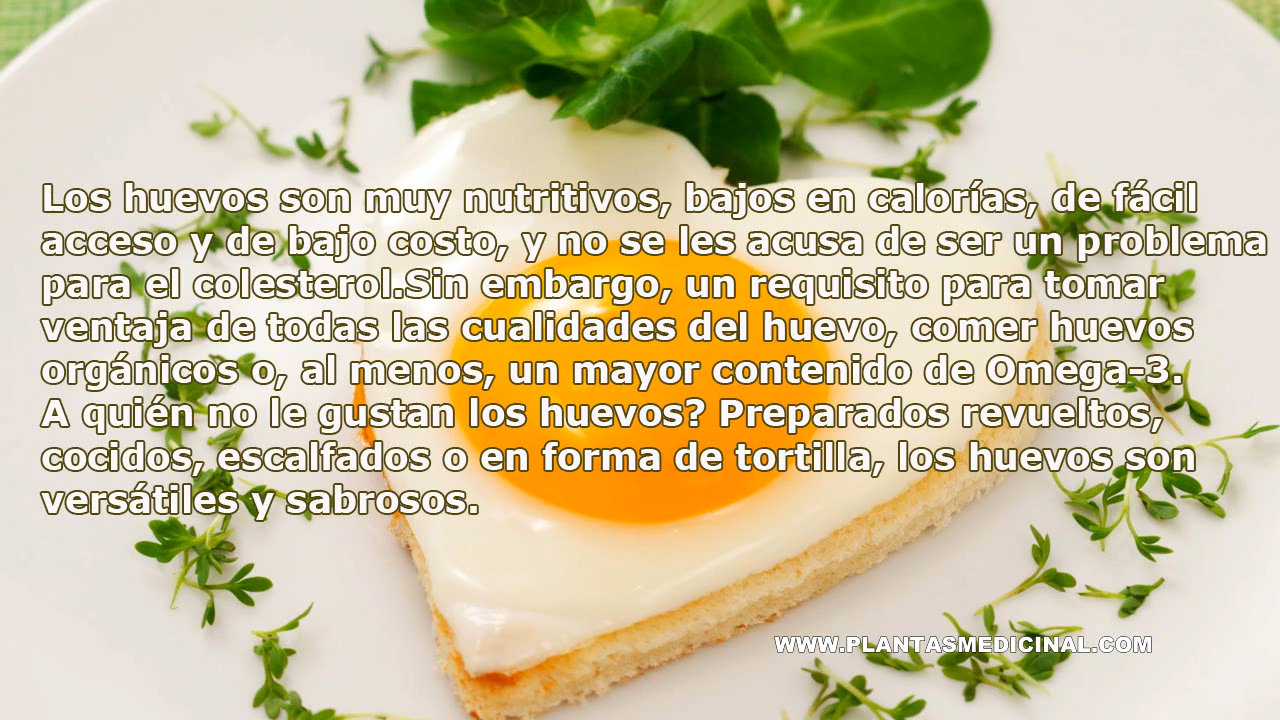 Los huevos son muy nutritivos, bajos en calorías, de fácil
acceso y de bajo costo, y no se les acusa de ser un problema
para el colesterol.Sin embargo, un requisito para tomar
ventaja de todas las cualidades del huevo, comer huevos
orgánicos o, al menos, un mayor contenido de Omega-3.
A quién no le gustan los huevos? Preparados revueltos,
cocidos, escalfados o en forma de tortilla, los huevos son
versátiles y sabrosos.
WWW.PLANTASMEDICINAL.COM